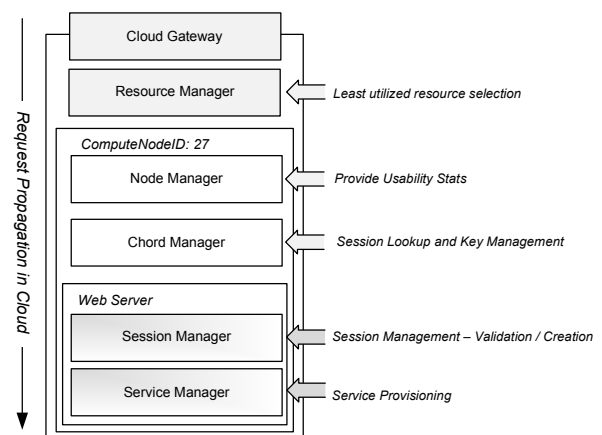 Request Propagation in Cloud
Cloud Gateway
Resource Manager
Least utilized resource selection
ComputeNodeID: 27
Node Manager
Provide Usability Stats
Chord Manager
Session Lookup and Key Management
Web Server
Session Manager
Session Management – Validation / Creation
Service Manager
Service Provisioning